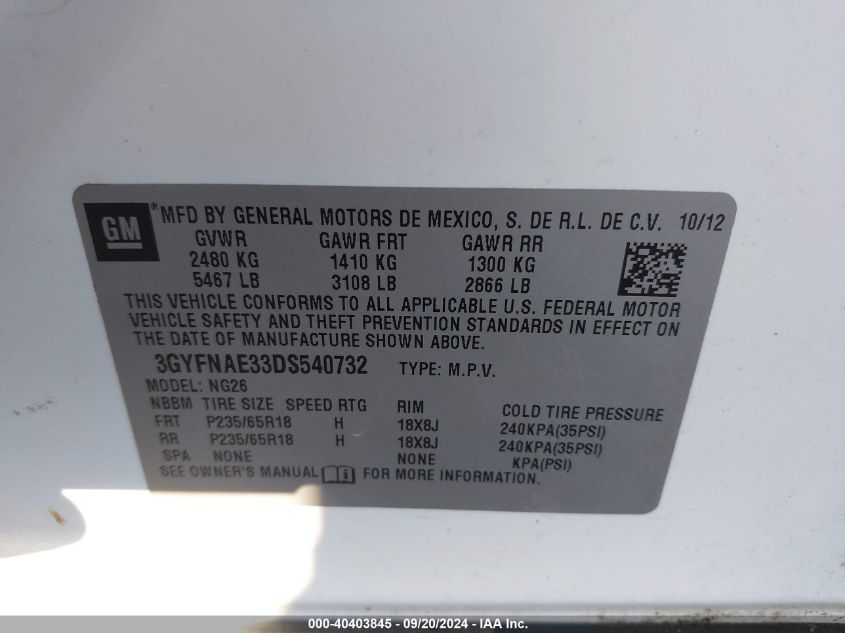 GM ® MFD BY GENERAL MOTORS DE MEXICO, S. DE R.L. DE C.V. 10/12
GVWR GAWR FRT GAWR RR
2480 KG 1410 KG 1300 KG
5467 LB 3108 LB 2866 LB
THIS VEHICLE CONFORMS TO ALL APPLICABLE U.S. FEDERAL MOTOR
VEHICLE SAFETY AND THEFT PREVENTION STANDARDS IN EFFECT ON
THE DATE OF MANUFACTURE SHOWN ABOVE.
3GYFNAE33DS540732 TYPE: M.P.V.
MODEL: NG26
NBBM TIRE SIZE SPEED RTG RIM COLD TIRE PRESSURE
FRT P235/65R18 H 18X8J 240KPA(35PSI)
RR P235/65R18 H 18X8J 240KPA(35PSI)
SPA NONE NONE KPA(PSI)
SEE OWNER'S MANUAL FOR MORE INFORMATION.
000-40403845 - 09/20/2024 - IAA Inc.